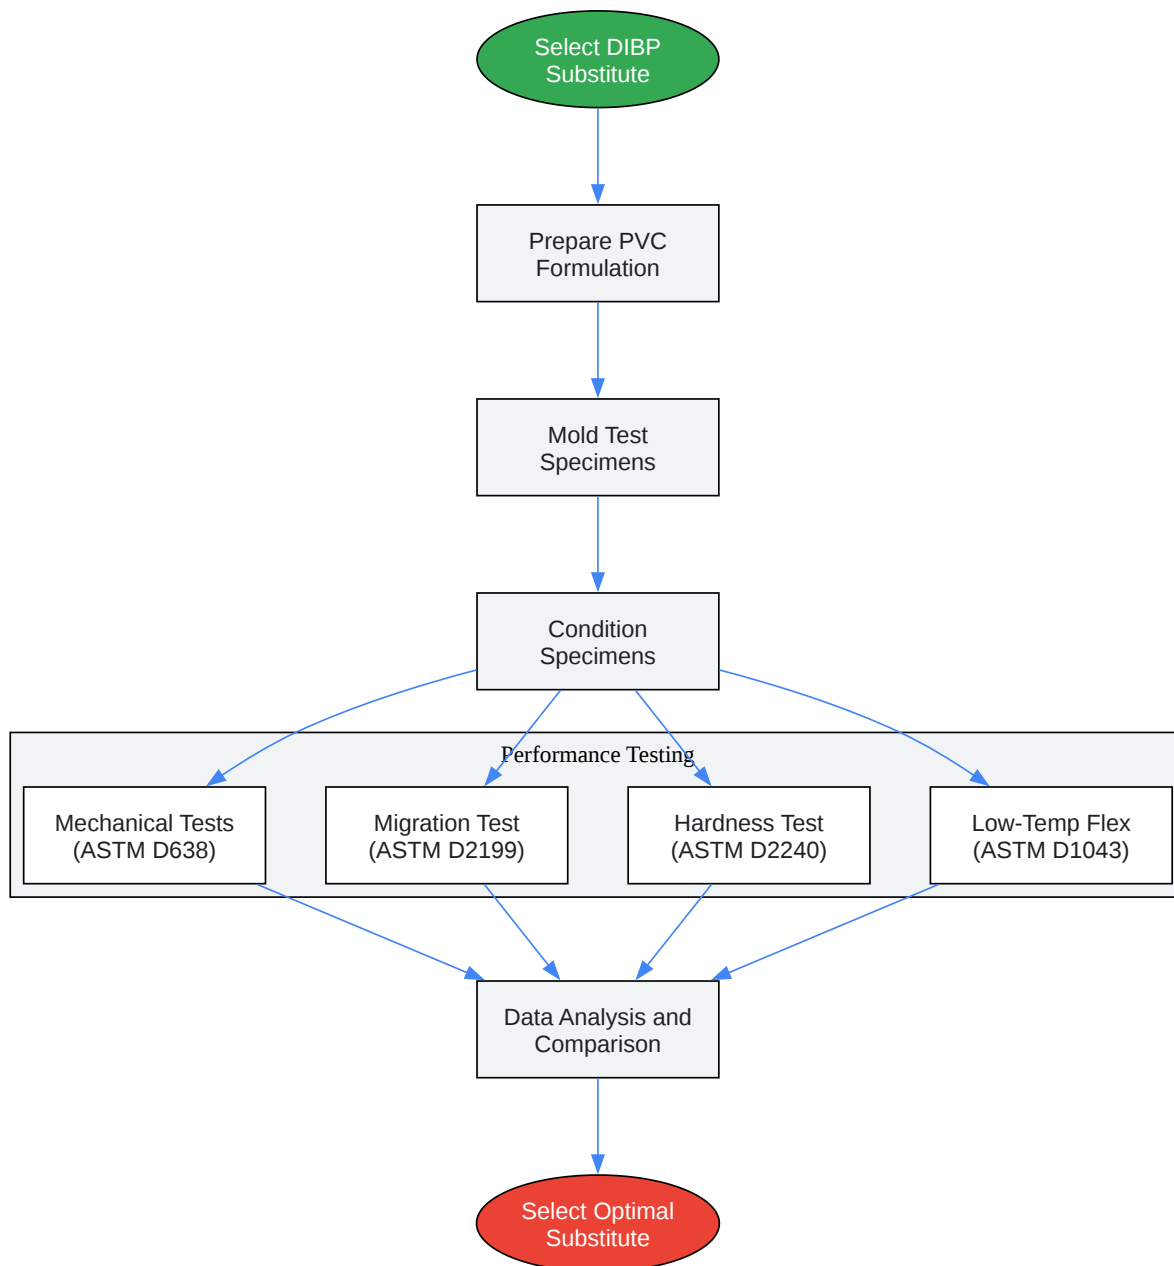 Select DIBP
Substitute
Prepare PVC
Formulation
Mold Test
Specimens
Condition
Specimens
Performance Testing
Mechanical Tests
(ASTM D638)
Migration Test
(ASTM D2199)
Hardness Test
(ASTM D2240)
Low-Temp Flex
(ASTM D1043)
Data Analysis and
Comparison
Select Optimal
Substitute